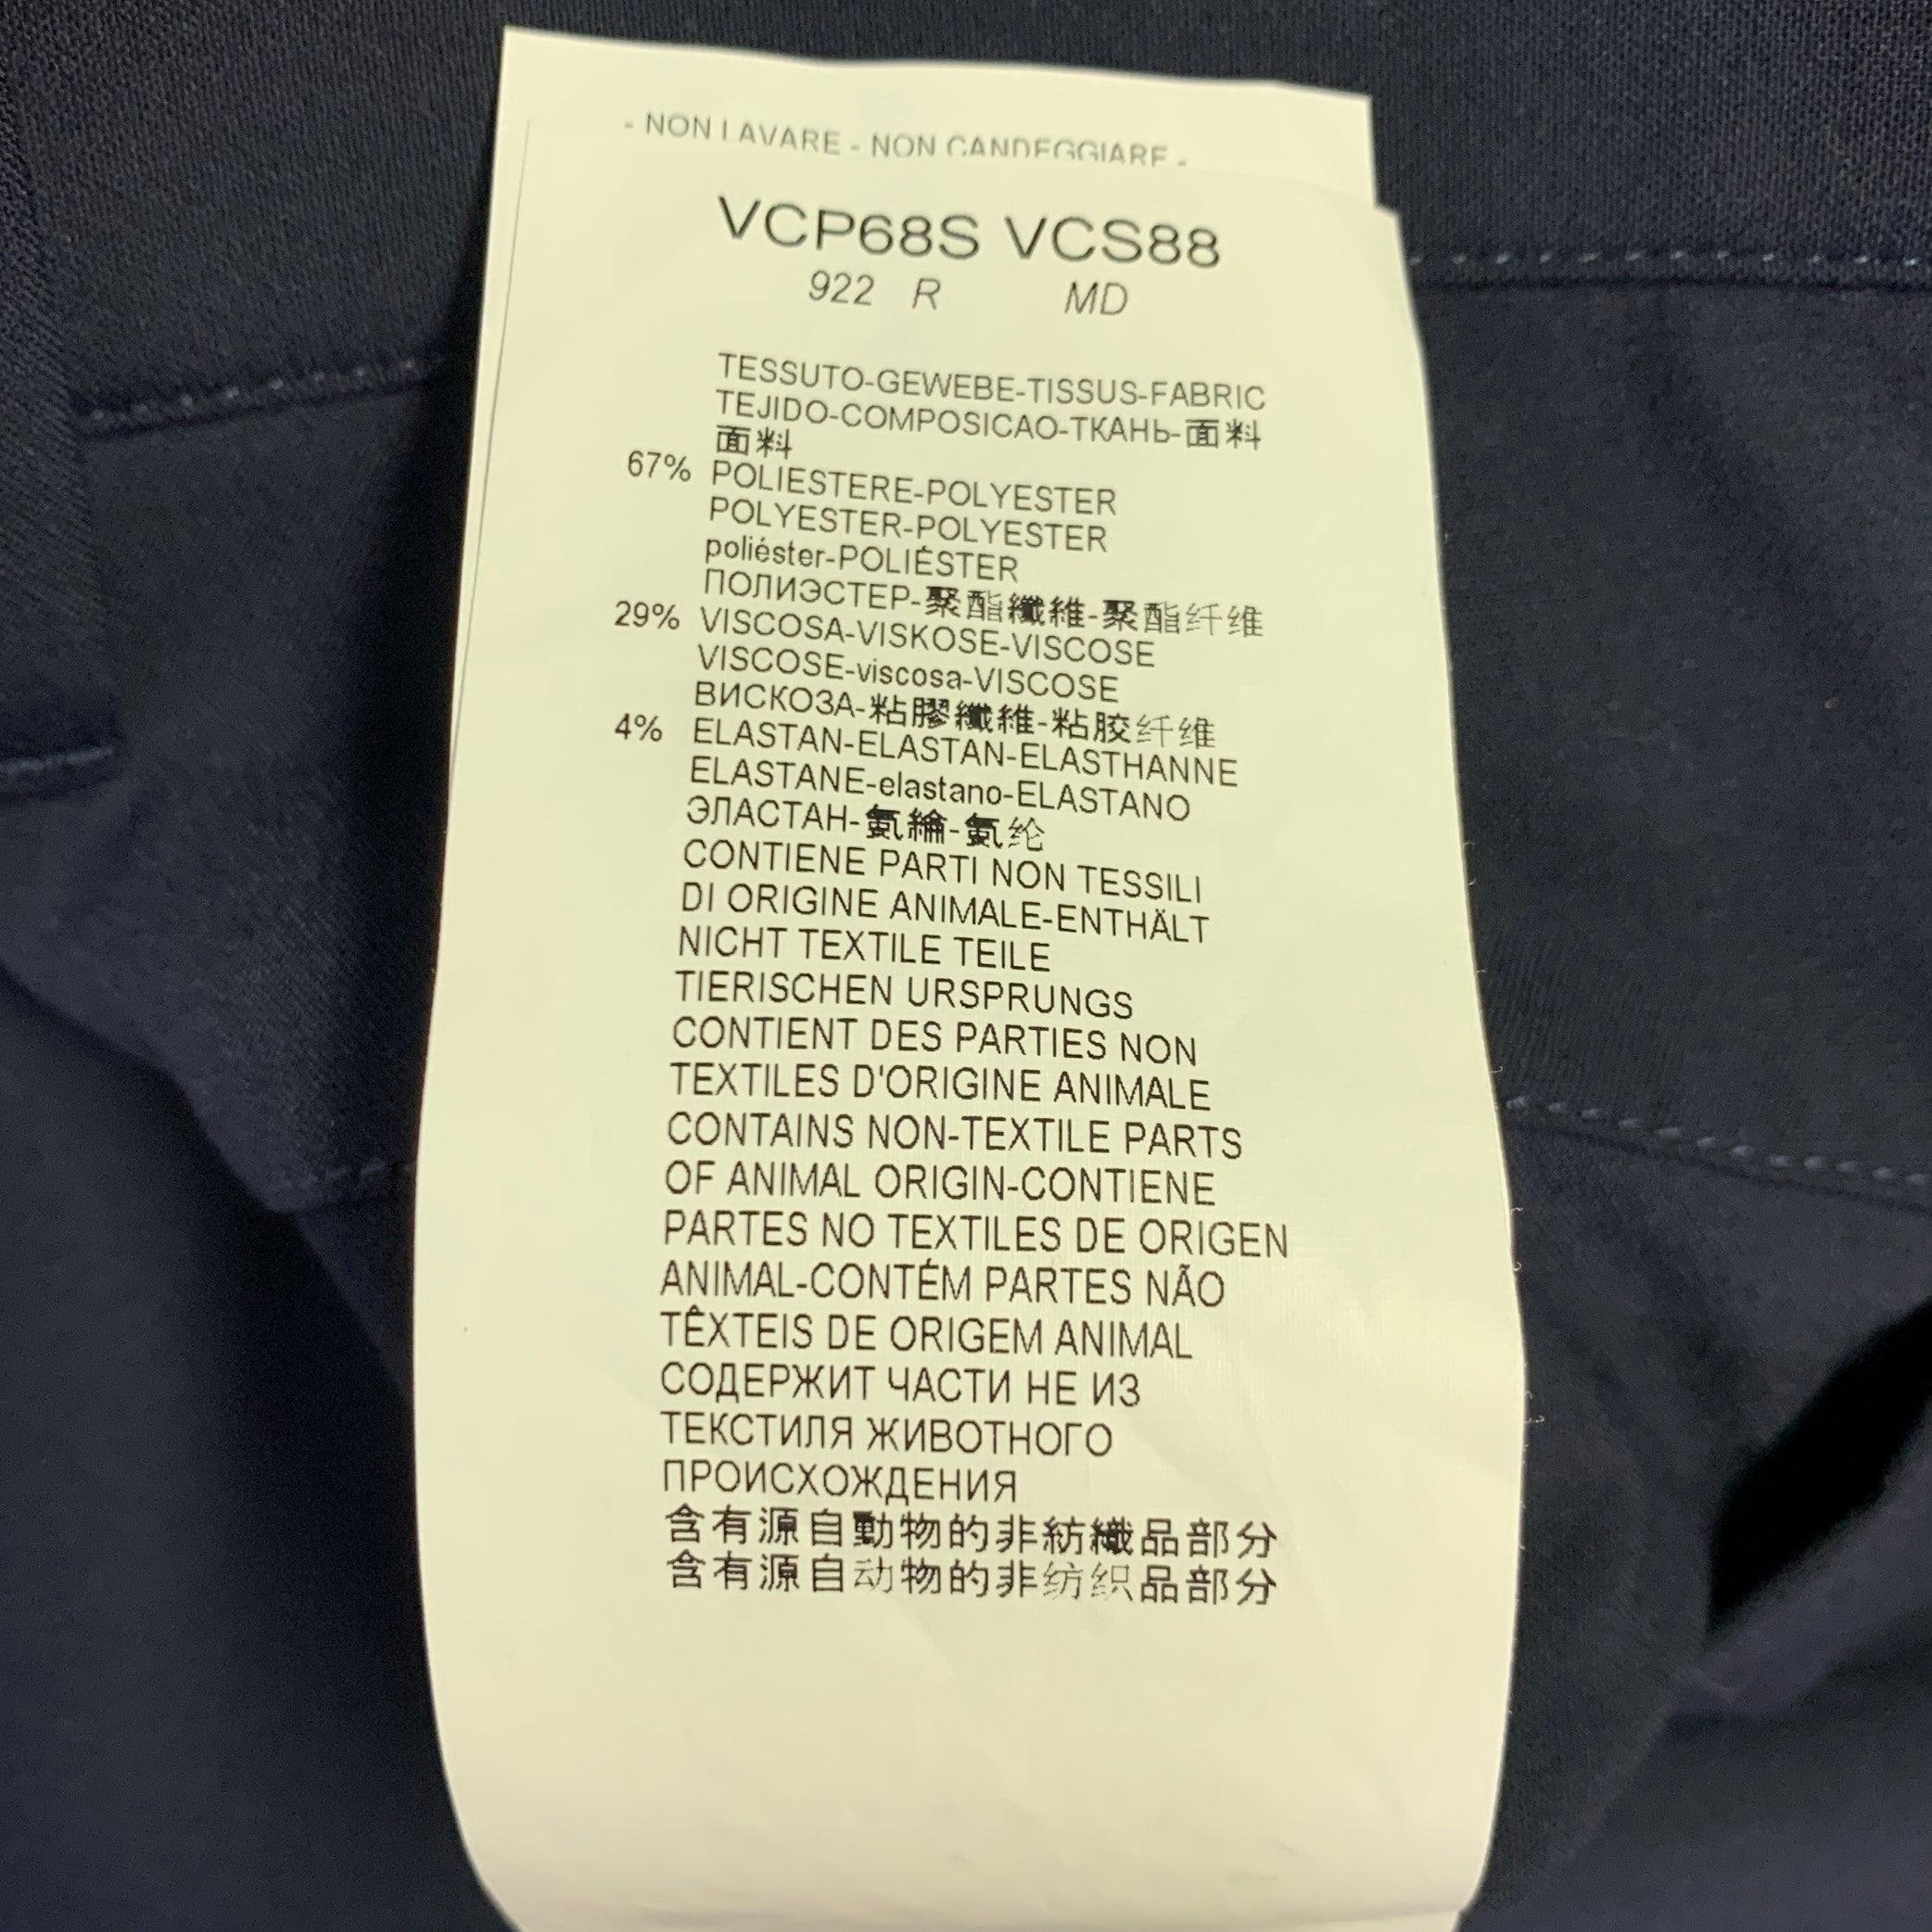 - NON LAVARE - NON CANDEGGIARE -
VCP68S VCS88
922 R MD
TESSUTO-GEWEBE-TISSUS-FABRIC
TEJIDO-COMPOSICAO-ТКАНЬ-面料
面料
67% POLIESTERE-POLYESTER
POLYESTER-POLYESTER
poliéster-POLIÉSTER
ПОЛИЭСТЕР-聚酯纖維-聚酯纤维
29% VISCOSA-VISKOSE-VISCOSE
VISCOSE-viscosa-VISCOSE
ВИСКОЗА-粘膠纖維-粘胶纤维
4% ELASTAN-ELASTAN-ELASTHANNE
ELASTANE-elastano-ELASTANO
ЭЛАСТАН-氨綸-氨纶
CONTIENE PARTI NON TESSILI
DI ORIGINE ANIMALE-ENTHÄLT
NICHT TEXTILE TEILE
TIERISCHEN URSPRUNGS
CONTIENT DES PARTIES NON
TEXTILES D'ORIGINE ANIMALE
CONTAINS NON-TEXTILE PARTS
OF ANIMAL ORIGIN-CONTIENE
PARTES NO TEXTILES DE ORIGEN
ANIMAL-CONTÉM PARTES NÃO
TÊXTEIS DE ORIGEM ANIMAL
СОДЕРЖИТ ЧАСТИ НЕ ИЗ
ТЕКСТИЛЯ ЖИВОТНОГО
ПРОИСХОЖДЕНИЯ
含有源自動物的非紡織品部分
含有源自动物的非纺织品部分